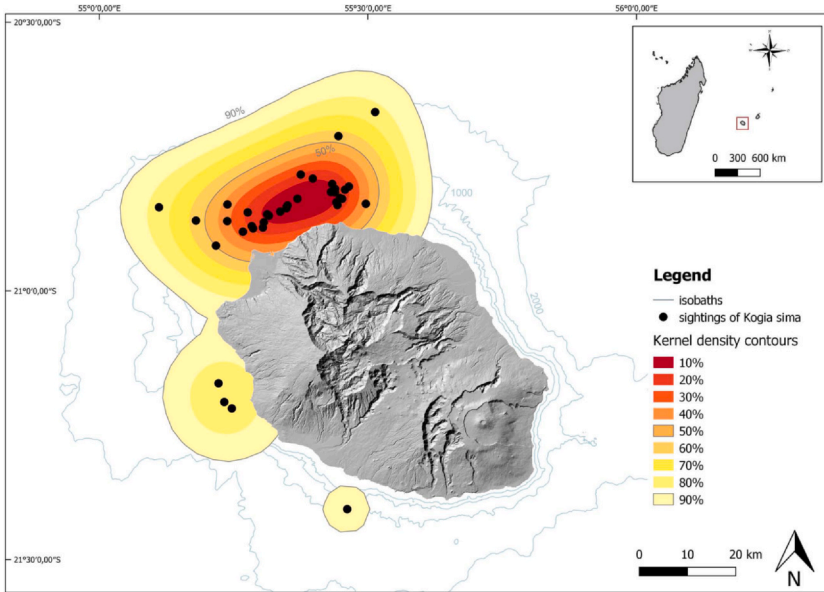 55°0'0,00"E 55°30'0,00"E 56°0'0,00"E
20°30'0,00"S
90%
50%
1000
0 300 600 km
21°0'0,00"S
2000
Legend
isobaths
sightings of Kogia sima
Kernel density contours
10%
20%
30%
40%
50%
60%
70%
80%
90%
21°30'0,00"S
0 10 20 km
N